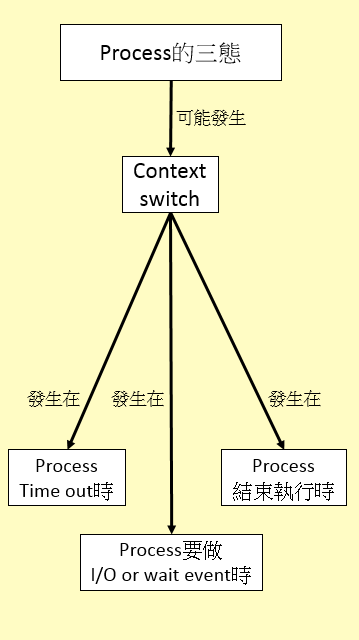 Process的三態
可能發生
Context
switch
發生在
發生在
發生在
Process
Time out時
Process
結束執行時
Process要做
I/O or wait event時